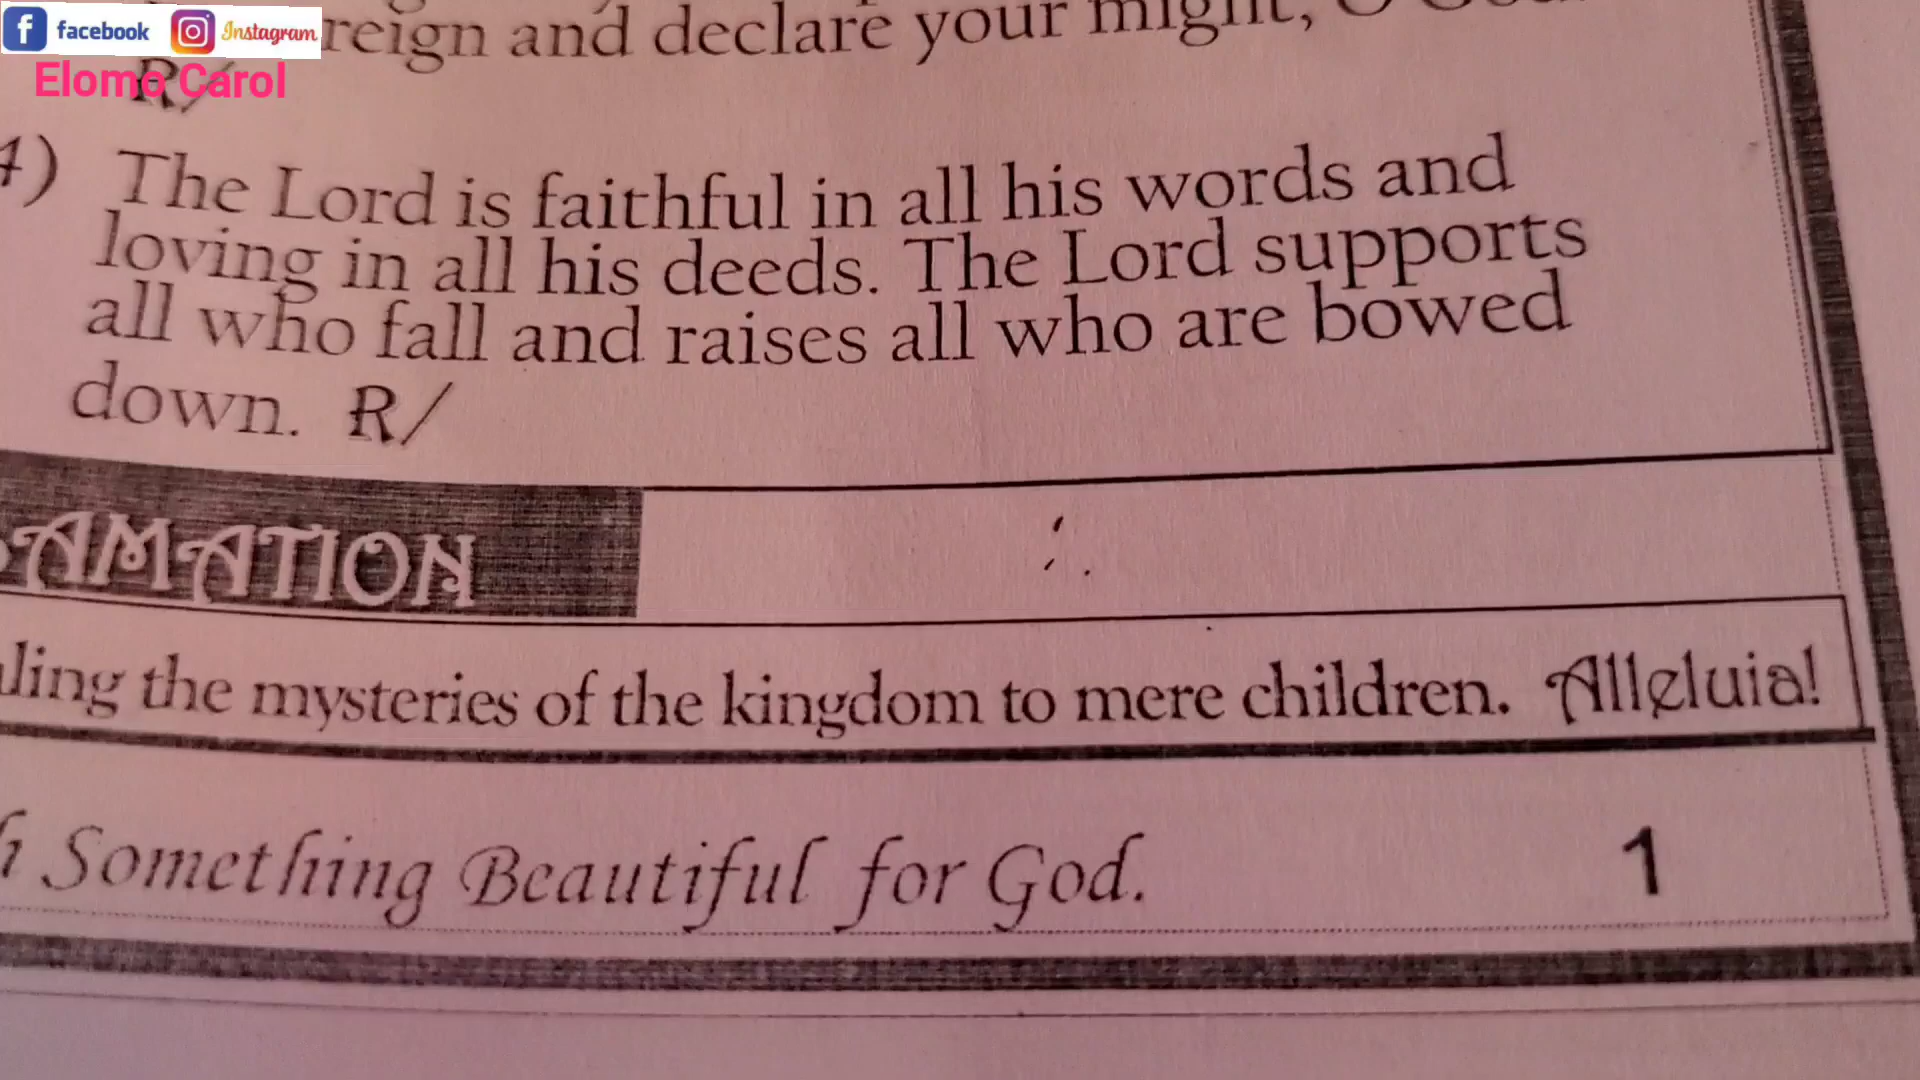 facebook Instagram
Elomo Carol
reign and declare your might, O God.
R/
4) The Lord is faithful in all his words and
loving in all his deeds. The Lord supports
all who fall and raises all who are bowed
down. R/
AMATION
ling the mysteries of the kingdom to mere children. Alleluia!
Something Beautiful for God. 1